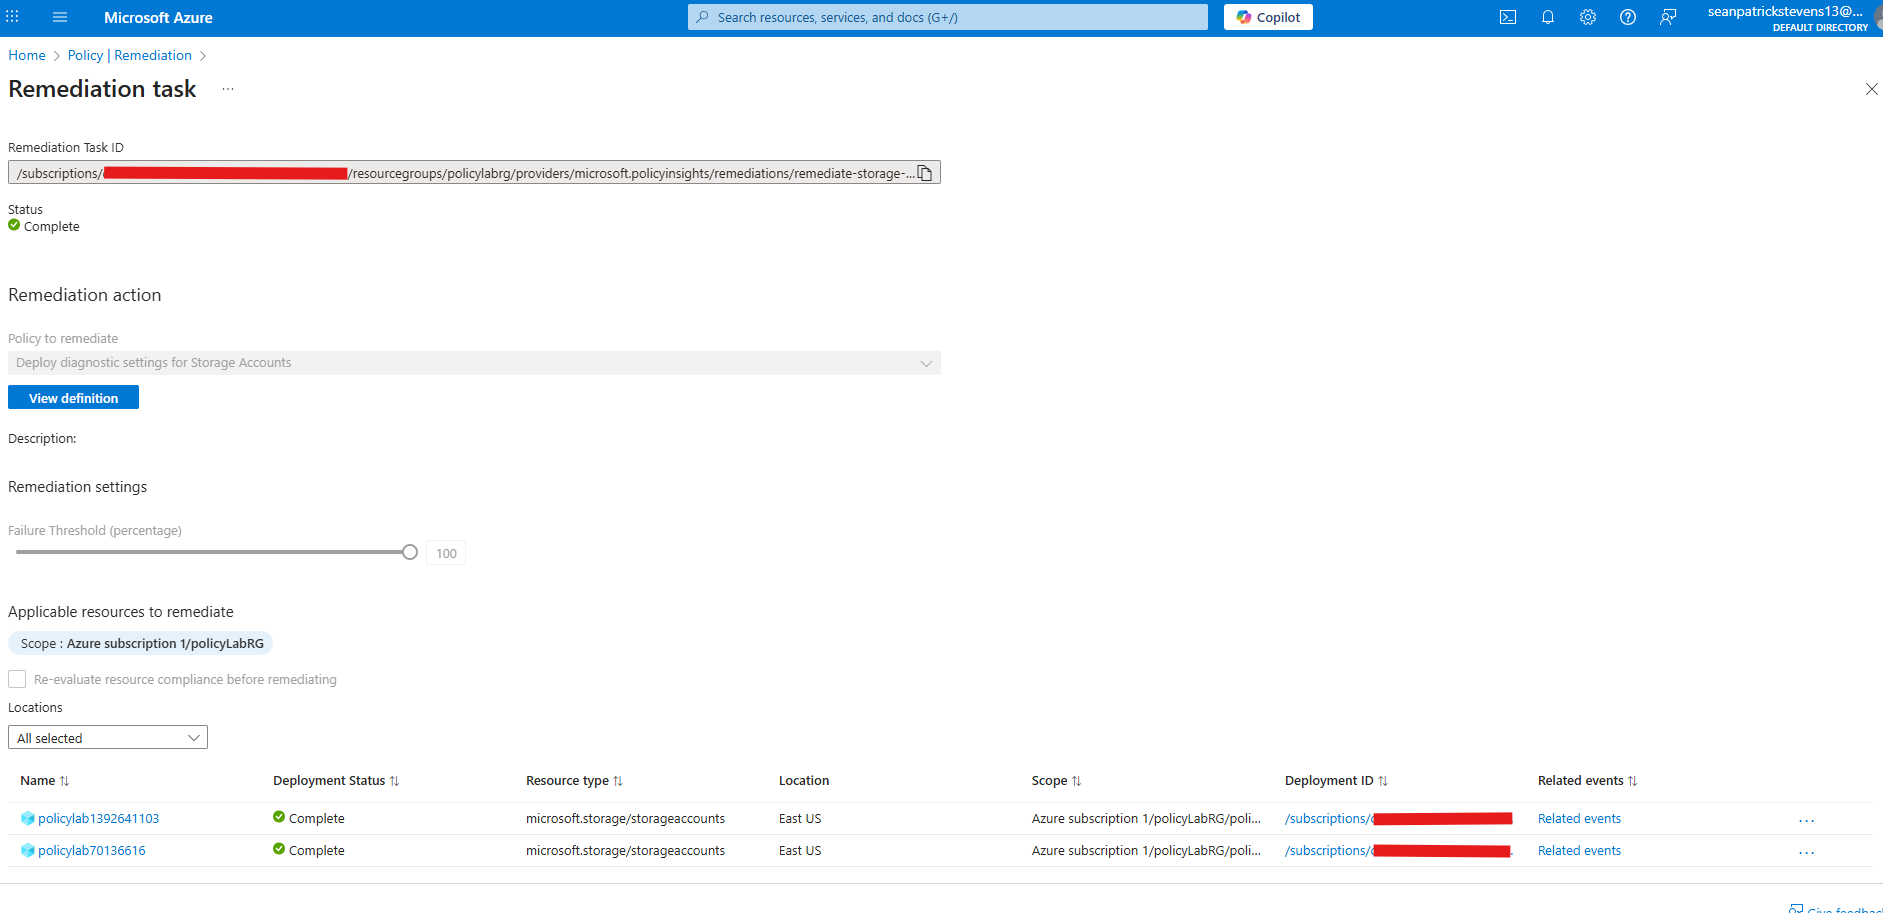 Microsoft Azure
Search resources, services, and docs (G+/)
Copilot
seanpatrickstevens13@...
DEFAULT DIRECTORY
Home > Policy | Remediation >
Remediation task ...
Remediation Task ID
/subscriptions/ /resourcegroups/policylabrg/providers/microsoft.policyinsights/remediations/remediate-storage-...
Status
Complete
Remediation action
Policy to remediate
Deploy diagnostic settings for Storage Accounts
View definition
Description:
Remediation settings
Failure Threshold (percentage)
100
Applicable resources to remediate
Scope : Azure subscription 1/policyLabRG
Re-evaluate resource compliance before remediating
Locations
All selected
Name Deployment Status Resource type Location Scope Deployment ID Related events
policylab1392641103 Complete microsoft.storage/storageaccounts East US Azure subscription 1/policyLabRG/poli... /subscriptions/ Related events ...
policylab70136616 Complete microsoft.storage/storageaccounts East US Azure subscription 1/policyLabRG/poli... /subscriptions/ Related events ...
Give feedback